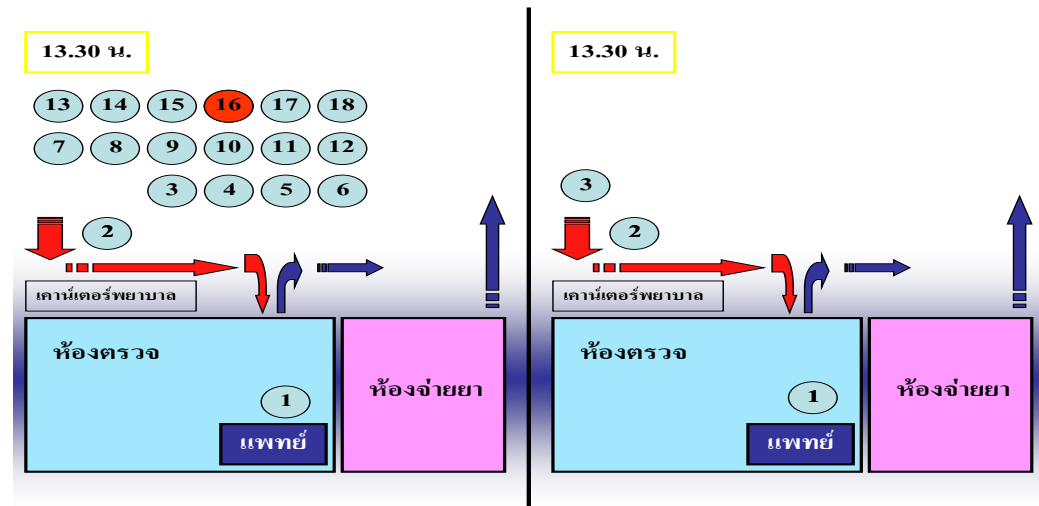 13.30 น.
13 14 15 16 17 18
7 8 9 10 11 12
3 4 5 6
2
เคาน์เตอร์พยาบาล
ห้องตรวจ
1
แพทย์
ห้องจ่ายยา
13.30 น.
3
2
เคาน์เตอร์พยาบาล
ห้องตรวจ
1
แพทย์
ห้องจ่ายยา